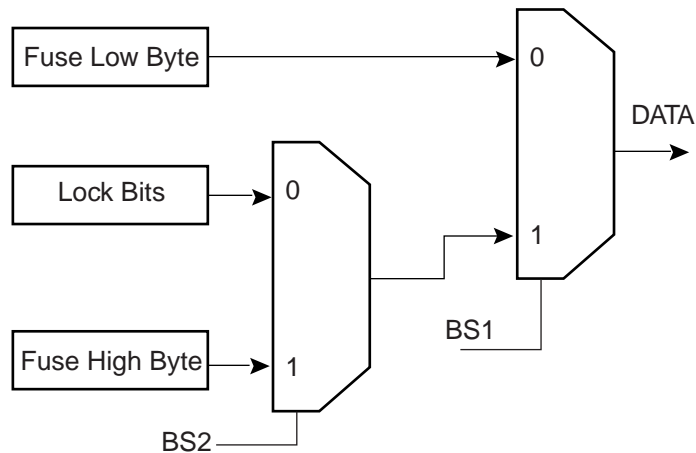 Fuse Low Byte
0
DATA
Lock Bits
0
1
BS1
Fuse High Byte
1
BS2